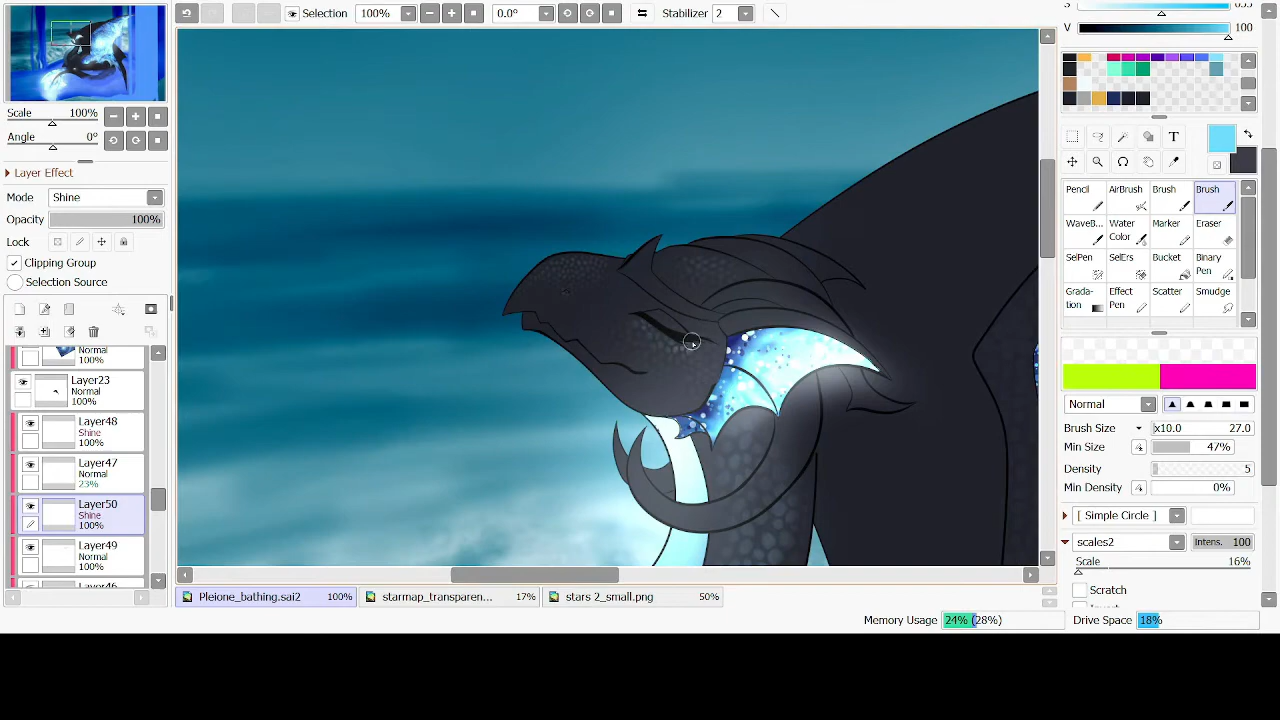 Selection
100%
0.0°
Stabilizer 2
V
100
Scale 100%
Angle 0°
Layer Effect
Mode Shine
Opacity 100%
Lock
Clipping Group
Selection Source
Normal
100%
Layer23
Normal
100%
Layer48
Shine
100%
Layer47
Normal
23%
Layer50
Shine
100%
Layer49
Normal
100%
T
Pencil AirBrush Brush Brush
WaveB... Water Color Marker Eraser
SelPen SelErs Bucket Binary Pen
Grada-tion Effect Pen Scatter Smudge
Normal
Brush Size x10.0 27.0
Min Size 47%
Density 5
Min Density 0%
[ Simple Circle ]
scales2 Intens. 100
Scale 16%
Scratch
Pleione_bathing.sai2 100%
starmap_transparen... 17%
stars 2_small.png 50%
Memory Usage 24% (28%)
Drive Space 18%